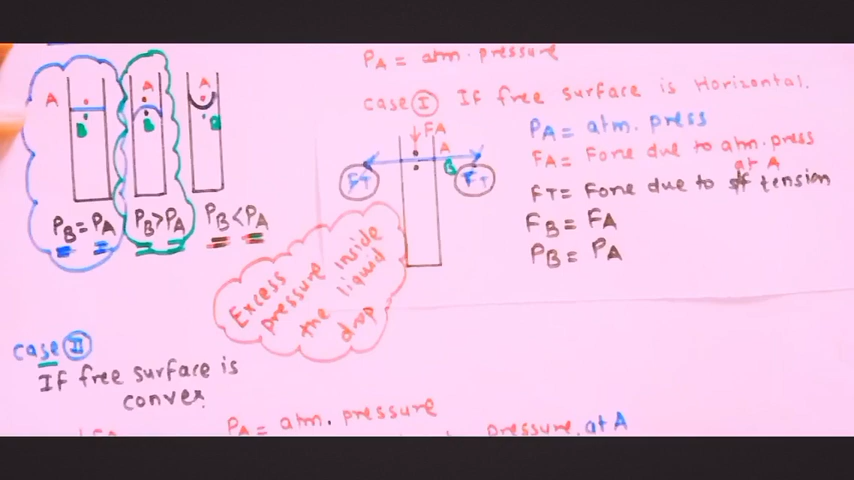 PA = atm. pressure
case I If free surface is Horizontal.
A
B
A
B
A
B
PB = PA
PB > PA
PB < PA
FA
A
B
FT
FT
PA = atm. press
FA = Force due to atm. press
at A
FT = Force due to sf tension
FB = FA
PB = PA
Excess
pressure inside
the liquid
drop
case II
If free surface is
convex
PA = atm. pressure
pressure at A